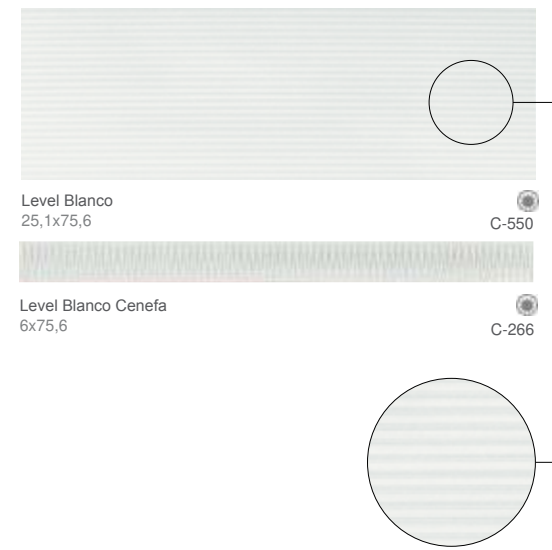 Level Blanco
25,1x75,6
C-550
Level Blanco Cenefa
6x75,6
C-266